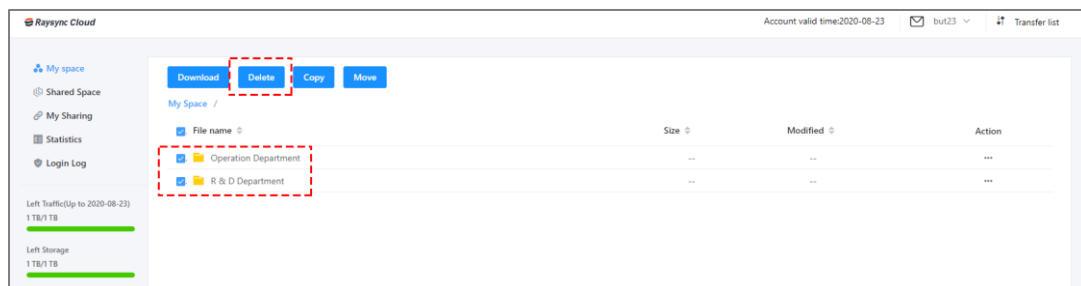 Raysync Cloud
Account valid time:2020-08-23
but23
Transfer list
My space
Shared Space
My Sharing
Statistics
Login Log
Left Traffic(Up to 2020-08-23)
1 TB/1 TB
Left Storage
1 TB/1 TB
Download Delete Copy Move
My Space /
File name Size Modified Action
Operation Department -- -- •••
R & D Department -- -- •••